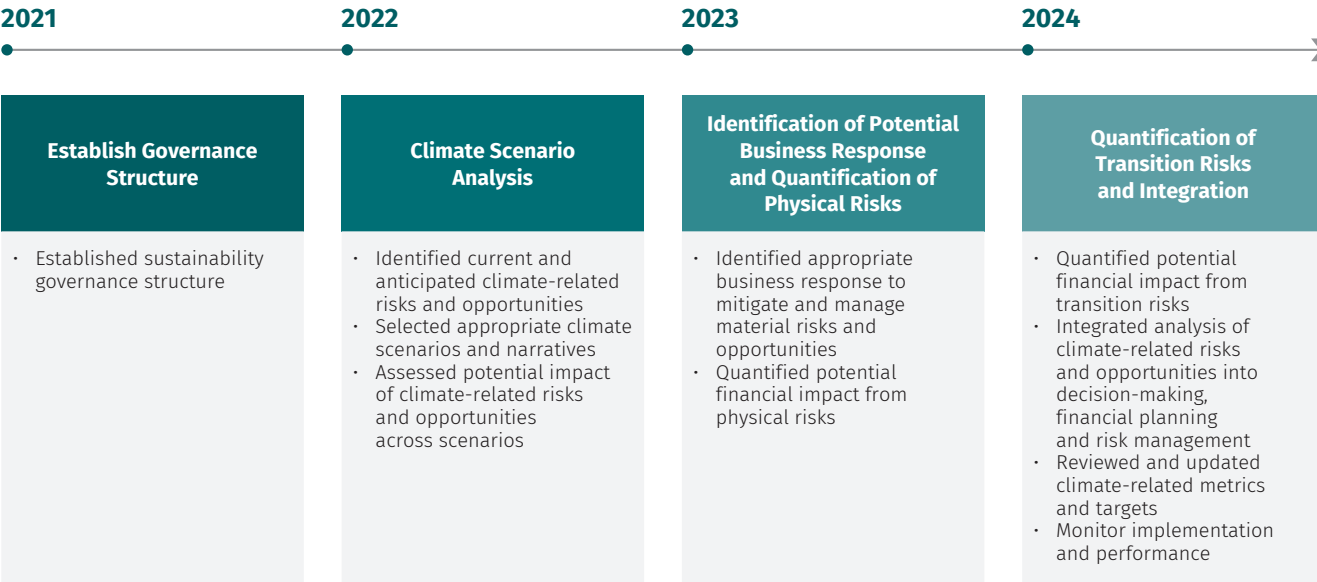 2021
2022
2023
2024
Establish Governance
Structure
• Established sustainability
governance structure
Climate Scenario
Analysis
• Identified current and
anticipated climate-related
risks and opportunities
• Selected appropriate climate
scenarios and narratives
• Assessed potential impact
of climate-related risks
and opportunities
across scenarios
Identification of Potential
Business Response
and Quantification of
Physical Risks
• Identified appropriate
business response to
mitigate and manage
material risks and
opportunities
• Quantified potential
financial impact from
physical risks
Quantification of
Transition Risks
and Integration
• Quantified potential
financial impact from
transition risks
• Integrated analysis of
climate-related risks
and opportunities into
decision-making,
financial planning
and risk management
• Reviewed and updated
climate-related metrics
and targets
• Monitor implementation
and performance